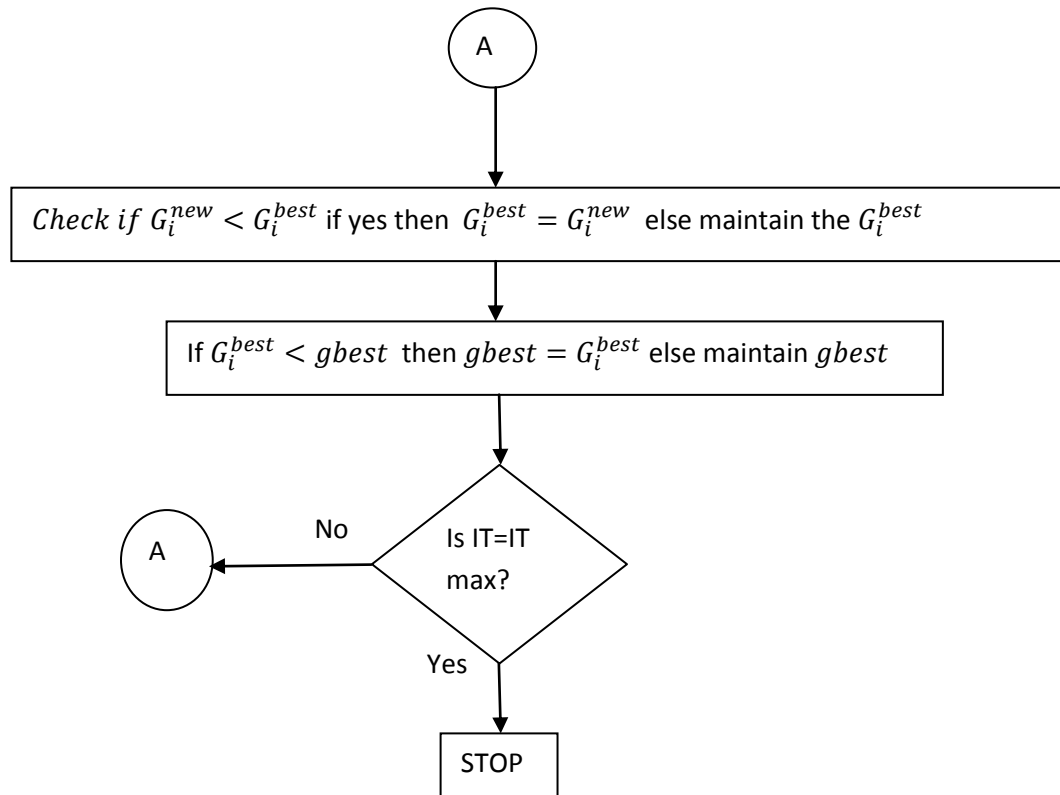 A
Check if G_i^{new} < G_i^{best} if yes then G_i^{best} = G_i^{new} else maintain the G_i^{best}
If G_i^{best} < gbest then gbest = G_i^{best} else maintain gbest
Is IT=IT
max?
No
A
Yes
STOP